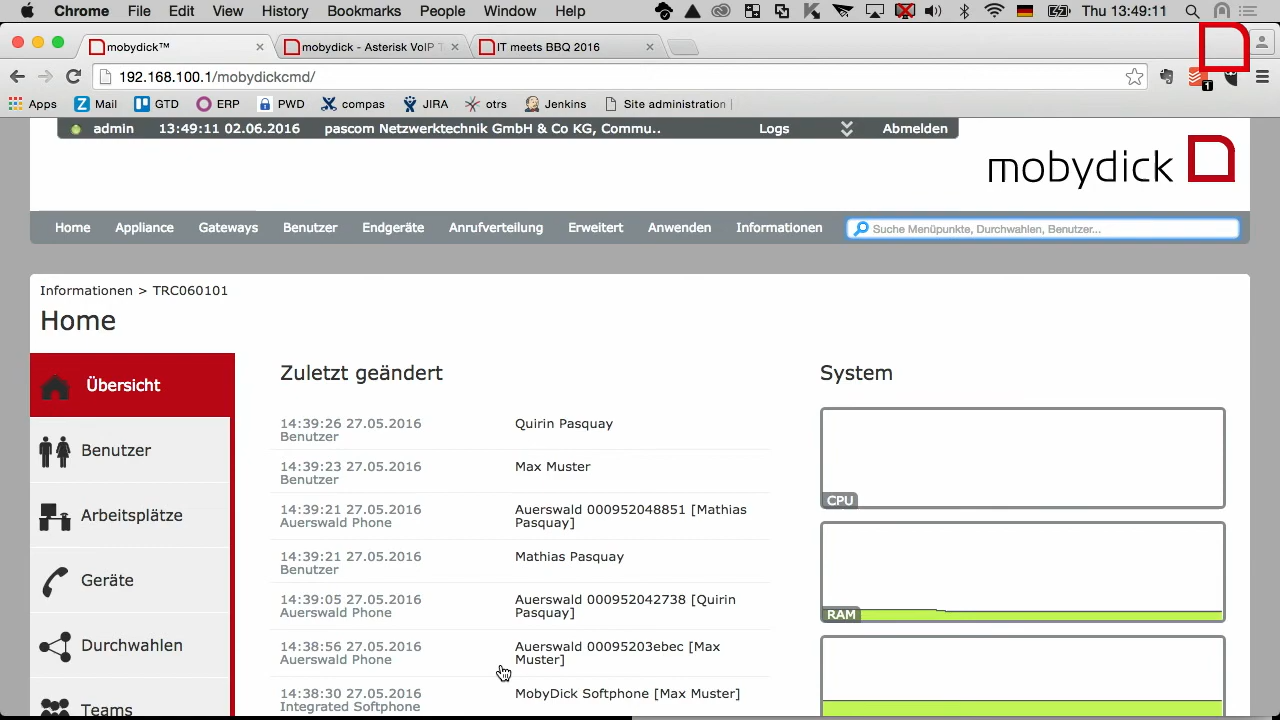 Chrome File Edit View History Bookmarks People Window Help Thu 13:49:11
mobydick™ mobydick - Asterisk VoIP T IT meets BBQ 2016
192.168.100.1/mobydickcmd/ 1
Apps Mail GTD ERP PWD compas JIRA otrs Jenkins Site administration
admin 13:49:11 02.06.2016 pascom Netzwerktechnik GmbH & Co KG, Commu.. Logs Abmelden
mobydick
Home Appliance Gateways Benutzer Endgeräte Anrufverteilung Erweitert Anwenden Informationen Suche Menüpunkte, Durchwahlen, Benutzer...
Informationen > TRC060101
Home
Übersicht
Benutzer
Arbeitsplätze
Geräte
Durchwahlen
Teams
Zuletzt geändert
14:39:26 27.05.2016 Quirin Pasquay
Benutzer
14:39:23 27.05.2016 Max Muster
Benutzer
14:39:21 27.05.2016 Auerswald 000952048851 [Mathias
Auerswald Phone Pasquay]
14:39:21 27.05.2016 Mathias Pasquay
Benutzer
14:39:05 27.05.2016 Auerswald 000952042738 [Quirin
Auerswald Phone Pasquay]
14:38:56 27.05.2016 Auerswald 00095203ebec [Max
Auerswald Phone Muster]
14:38:30 27.05.2016 MobyDick Softphone [Max Muster]
Integrated Softphone
System
CPU
RAM